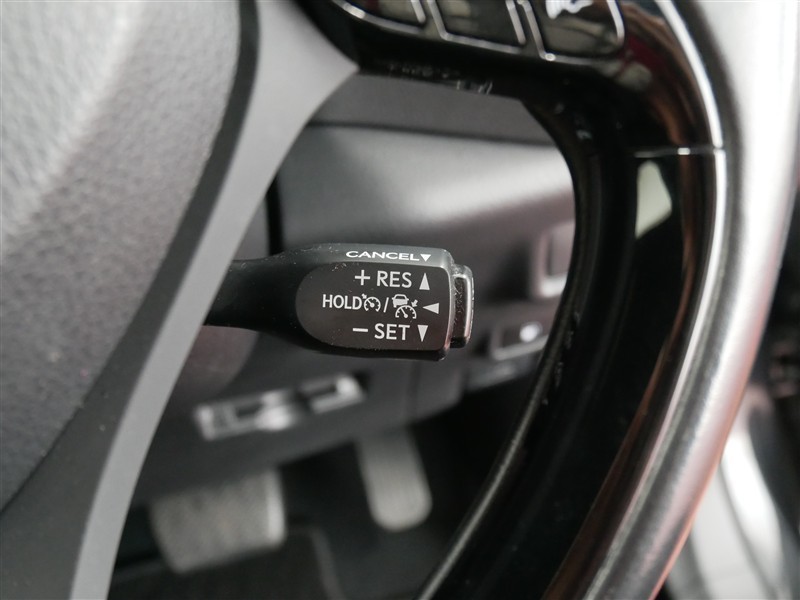 CANCEL▼
+ RES ▲
HOLD / ◄
− SET ▼